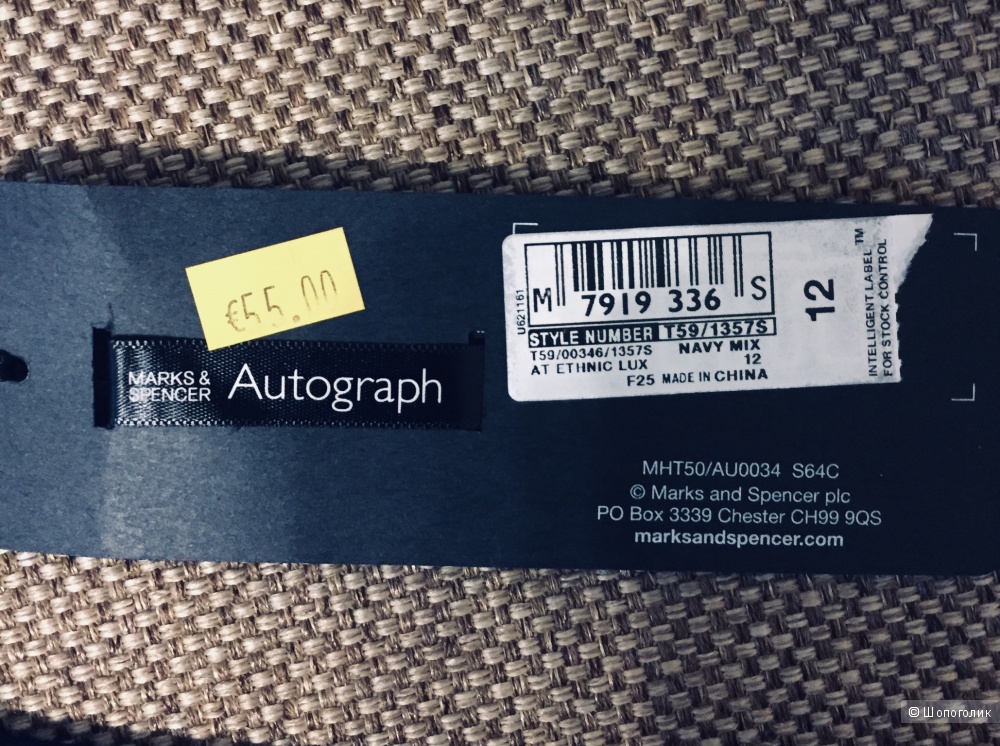 €55.00
MARKS &
SPENCER
Autograph
U621161
M 7919 336 S
STYLE NUMBER T59/1357S
T59/00346/1357S NAVY MIX
AT ETHNIC LUX 12
F25 MADE IN CHINA
12
INTELLIGENT LABEL™
FOR STOCK CONTROL
MHT50/AU0034 S64C
© Marks and Spencer plc
PO Box 3339 Chester CH99 9QS
marksandspencer.com
© Шопоголик